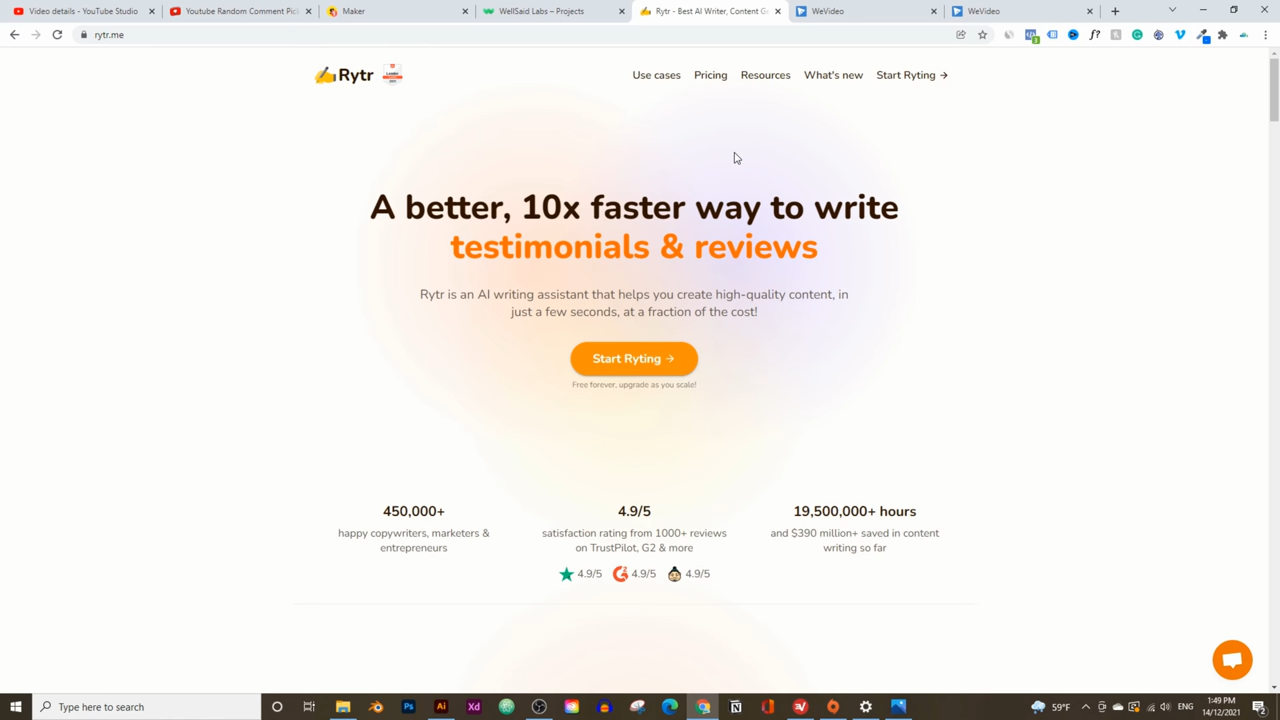 Video details - YouTube Studio
Youtube Random Comment Pick
Maker
WellSaid Labs – Projects
Rytr - Best AI Writer, Content Ge
WeVideo
WeVideo
rytr.me
Rytr
Use cases
Pricing
Resources
What's new
Start Ryting →
A better, 10x faster way to write
testimonials & reviews
Rytr is an AI writing assistant that helps you create high-quality content, in
just a few seconds, at a fraction of the cost!
Start Ryting →
Free forever, upgrade as you scale!
450,000+
happy copywriters, marketers &
entrepreneurs
4.9/5
satisfaction rating from 1000+ reviews
on TrustPilot, G2 & more
4.9/5 4.9/5 4.9/5
19,500,000+ hours
and $390 million+ saved in content
writing so far
Type here to search
59°F
ENG
1:49 PM
14/12/2021